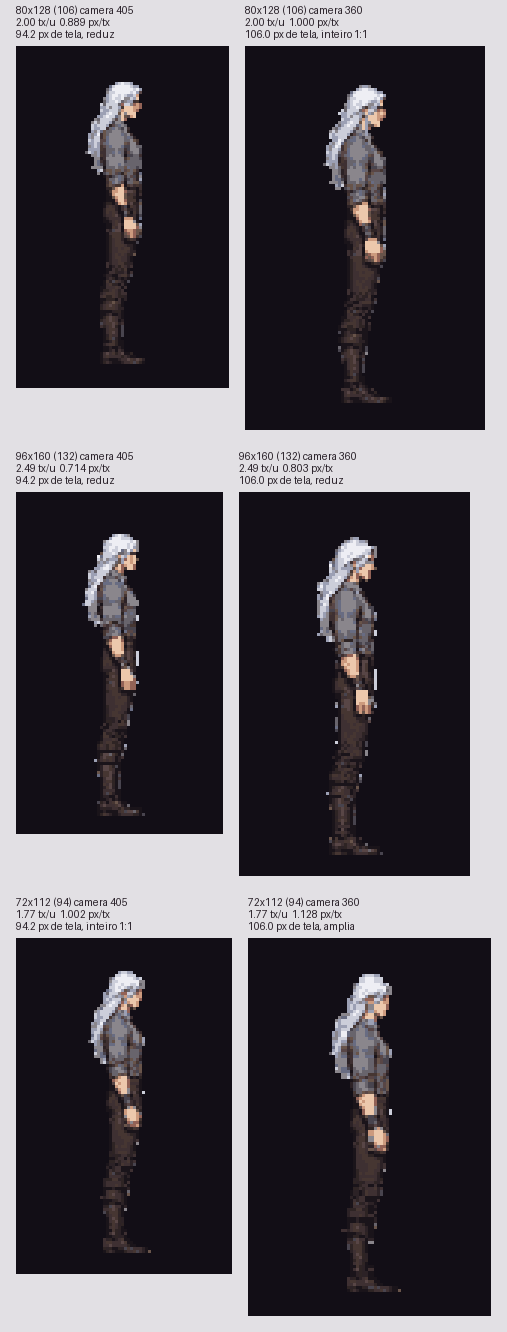 80x128 (106) camera 405
2.00 tx/u 0.889 px/tx
94.2 px de tela, reduz
80x128 (106) camera 360
2.00 tx/u 1.000 px/tx
106.0 px de tela, inteiro 1:1
96x160 (132) camera 405
2.49 tx/u 0.714 px/tx
94.2 px de tela, reduz
96x160 (132) camera 360
2.49 tx/u 0.803 px/tx
106.0 px de tela, reduz
72x112 (94) camera 405
1.77 tx/u 1.002 px/tx
94.2 px de tela, inteiro 1:1
72x112 (94) camera 360
1.77 tx/u 1.128 px/tx
106.0 px de tela, amplia